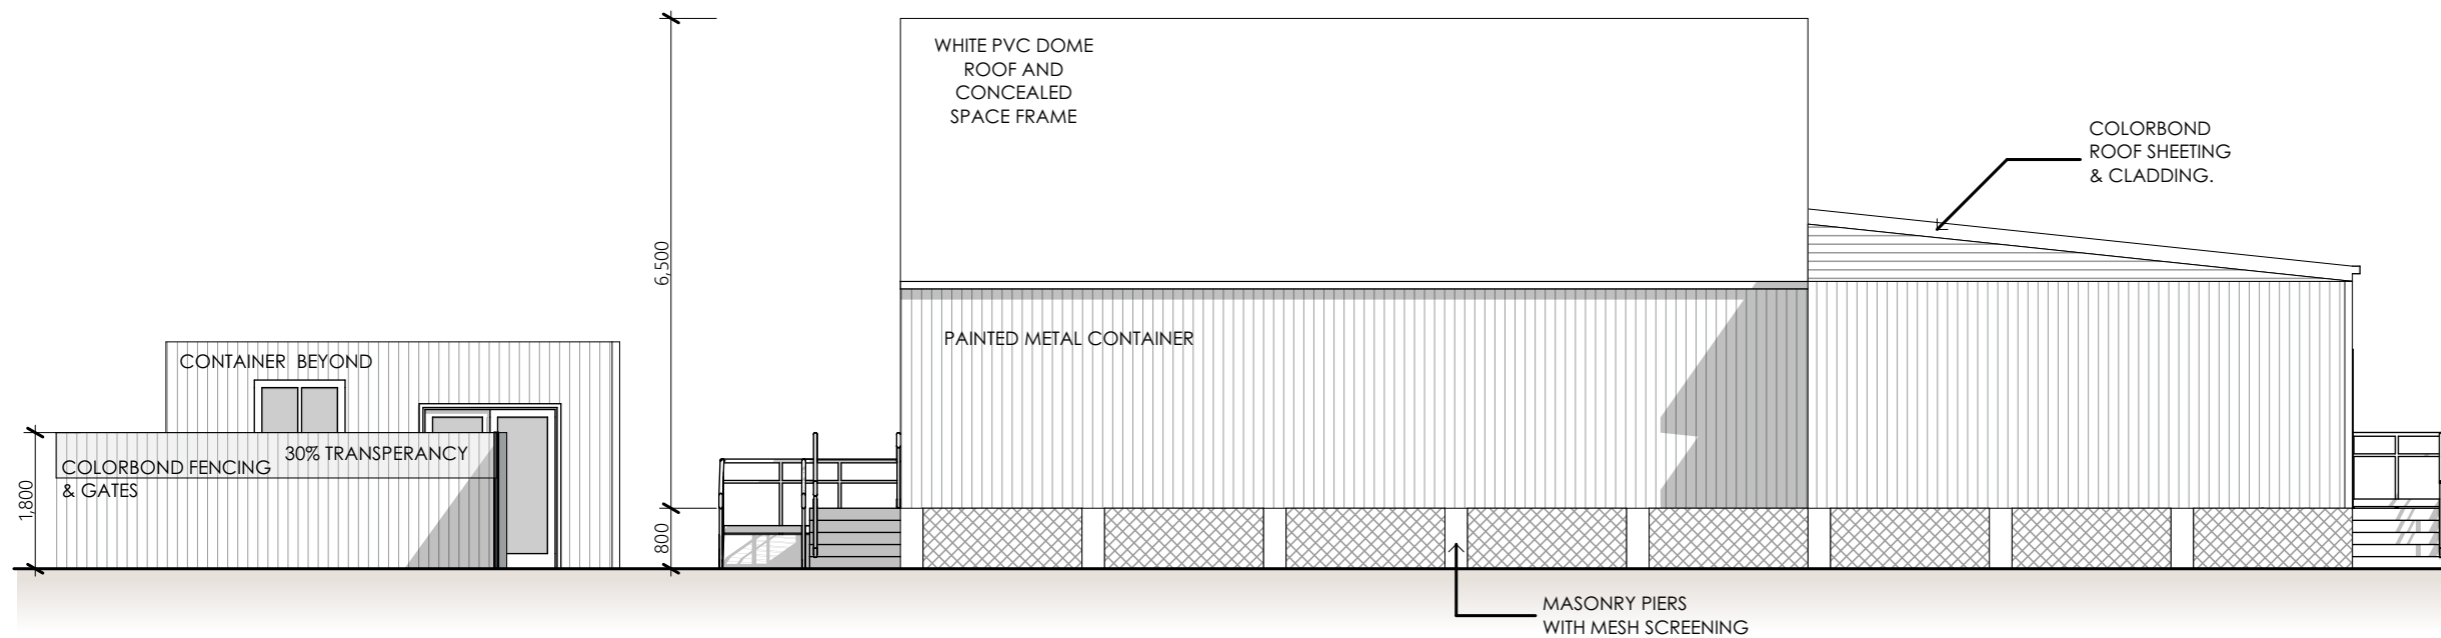 WHITE PVC DOME
ROOF AND
CONCEALED
SPACE FRAME
COLORBOND
ROOF SHEETING
& CLADDING.
6,500
PAINTED METAL CONTAINER
CONTAINER BEYOND
30% TRANSPERANCY
COLORBOND FENCING
& GATES
1,800
800
MASONRY PIERS
WITH MESH SCREENING